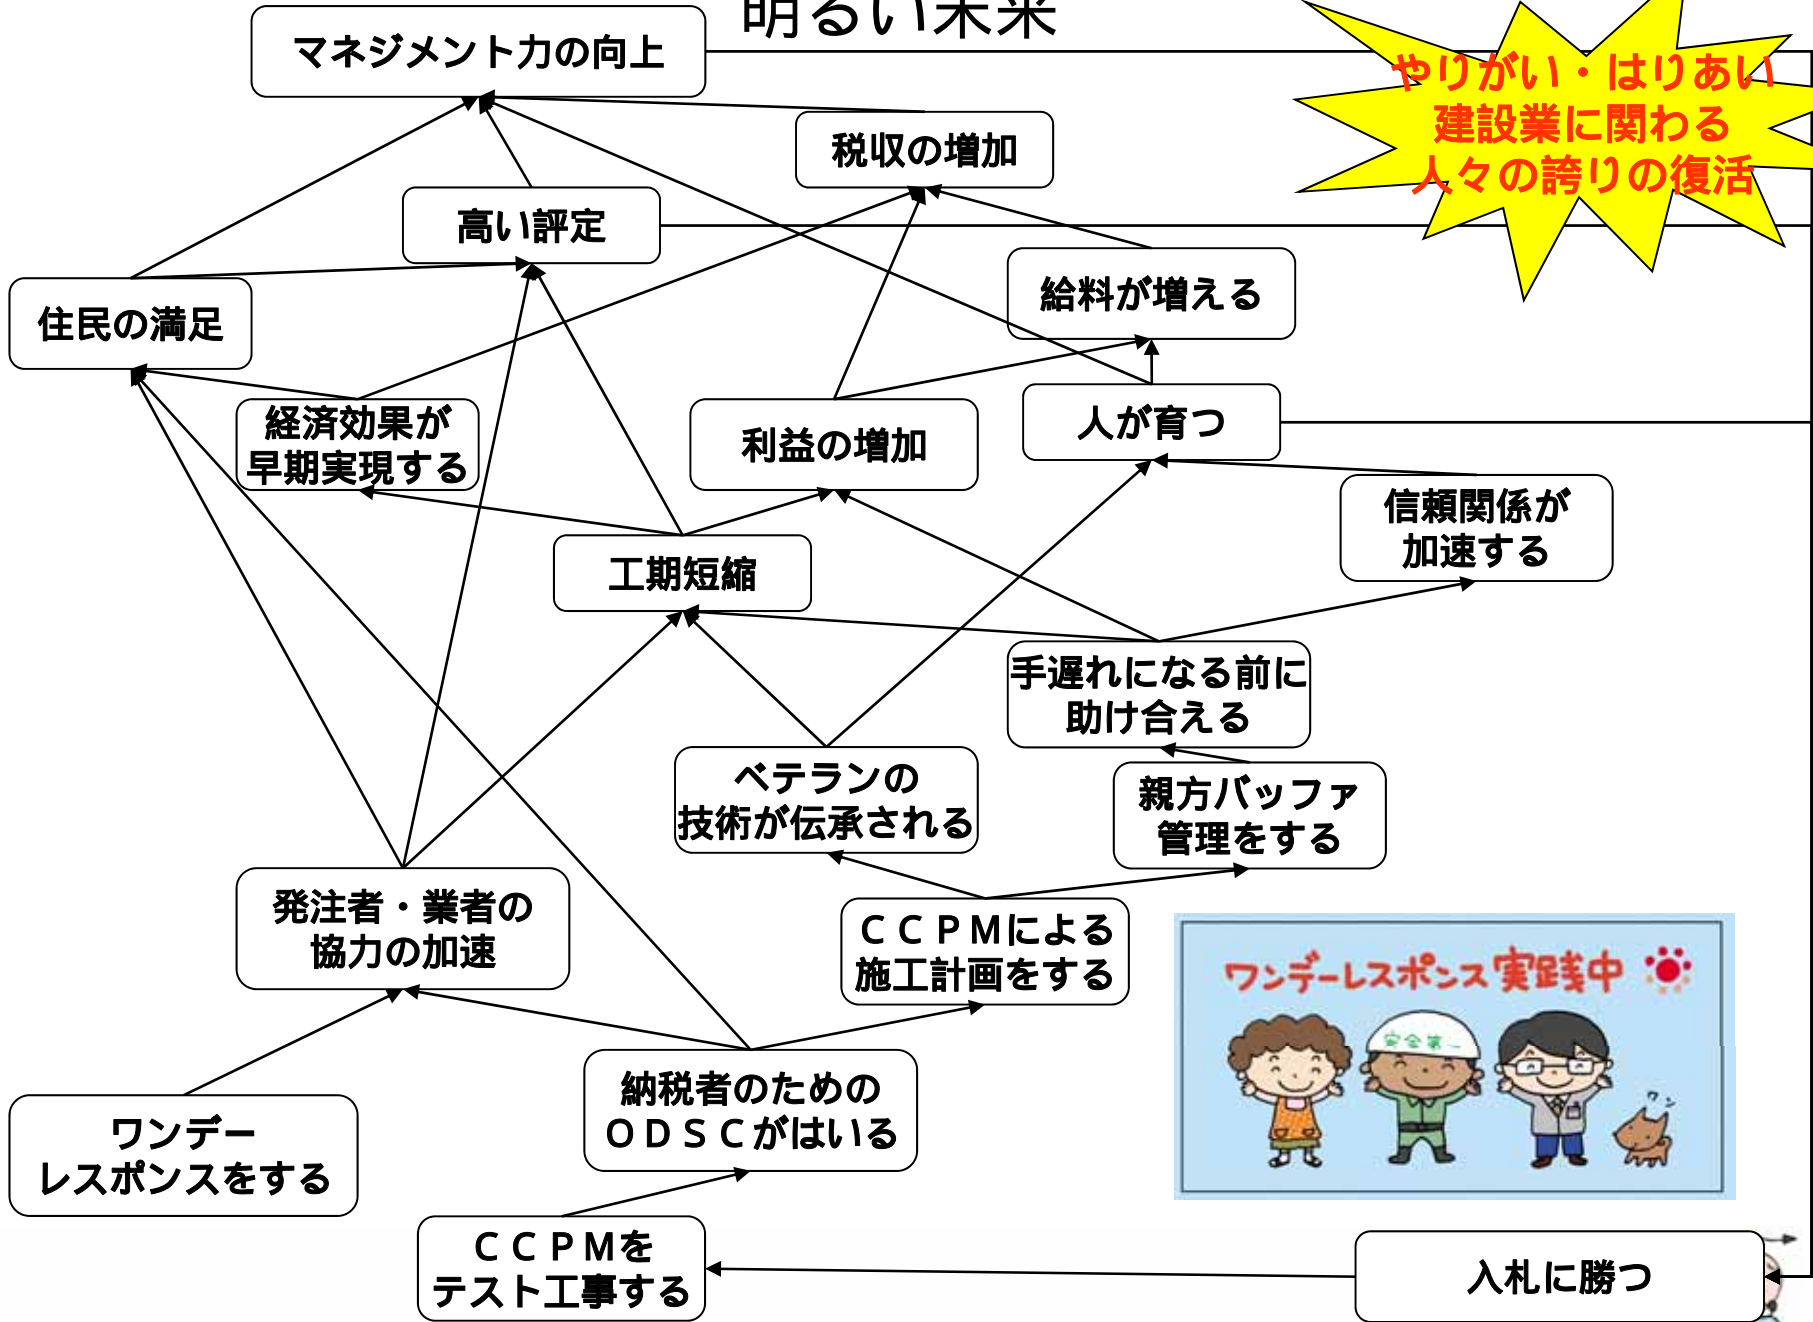 明るい未来
マネジメント力の向上
やりがい・はりあい
建設業に関わる
人々の誇りの復活
税収の増加
高い評定
給料が増える
住民の満足
経済効果が
早期実現する
利益の増加
人が育つ
信頼関係が
加速する
工期短縮
手遅れになる前に
助け合える
ベテランの
技術が伝承される
親方バッファ
管理をする
発注者・業者の
協力の加速
ＣＣＰＭによる
施工計画をする
ワンデーレスポンス実践中
安全第一
ワン
納税者のための
ＯＤＳＣがはいる
ワンデー
レスポンスをする
ＣＣＰＭを
テスト工事する
入札に勝つ